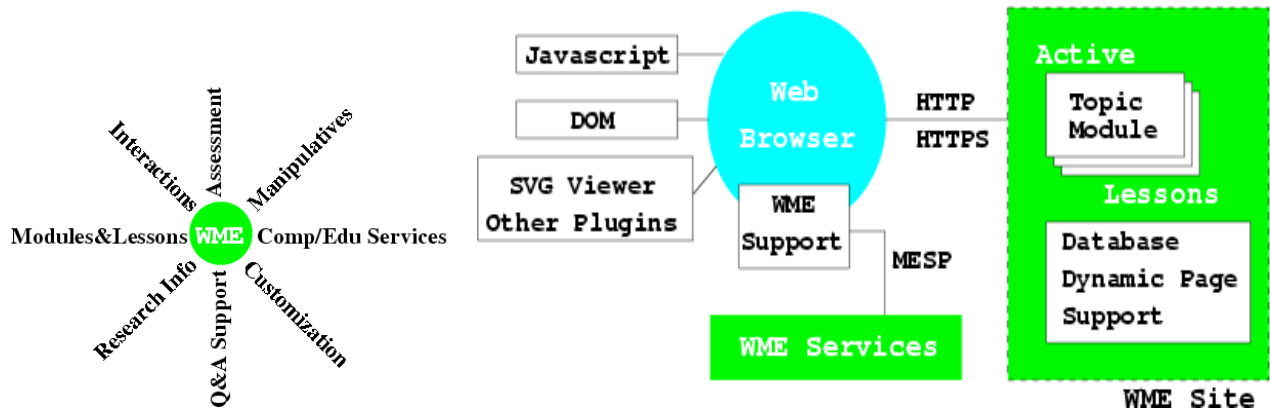 Assessment
Interactions
Manipulatives
Modules&Lessons
WME
Comp/Edu Services
Research Info
Q&A Support
Customization
Javascript
DOM
SVG Viewer
Other Plugins
Web
Browser
WME
Support
MESP
WME Services
HTTP
HTTPS
Active
Topic
Module
Lessons
Database
Dynamic Page
Support
WME Site